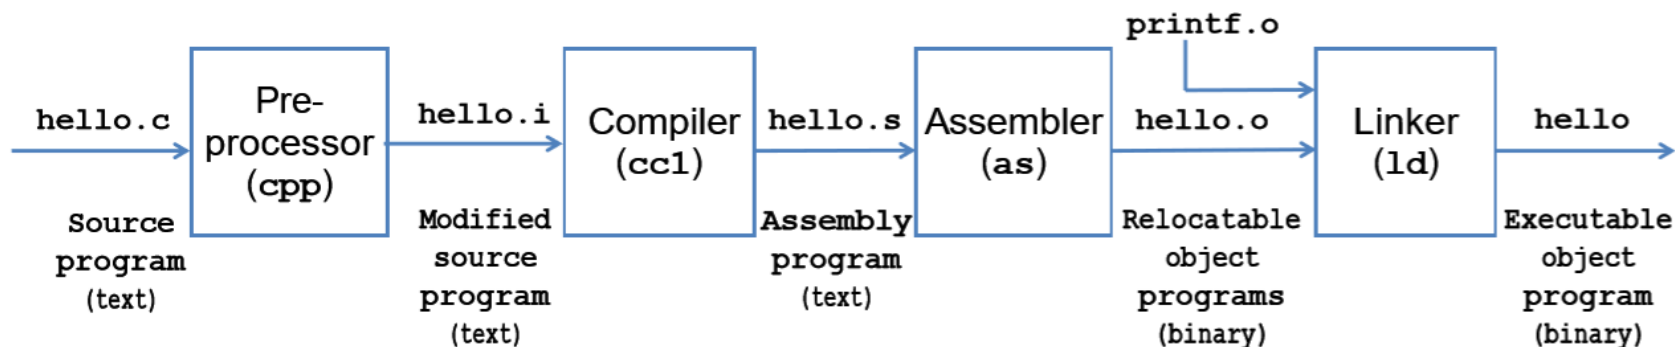 printf.o
hello.c
Pre-
processor
(cpp)
hello.i
Compiler
(cc1)
hello.s
Assembler
(as)
hello.o
Linker
(ld)
hello
Source
program
(text)
Modified
source
program
(text)
Assembly
program
(text)
Relocatable
object
programs
(binary)
Executable
object
program
(binary)